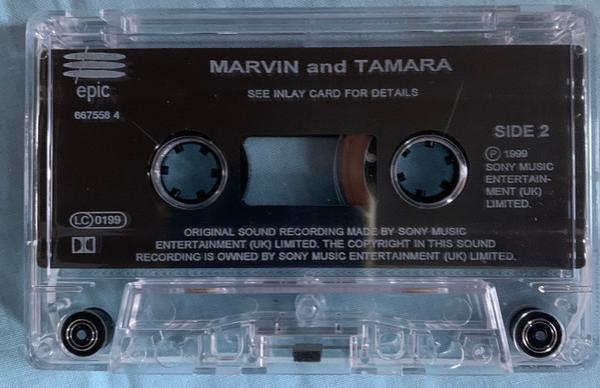 MARVIN and TAMARA
epic
SEE INLAY CARD FOR DETAILS
667558 4
SIDE 2
Ⓟ 1999
SONY MUSIC
ENTERTAIN-
MENT (UK)
LIMITED.
LC 0199
ORIGINAL SOUND RECORDING MADE BY SONY MUSIC
ENTERTAINMENT (UK) LIMITED. THE COPYRIGHT IN THIS SOUND
RECORDING IS OWNED BY SONY MUSIC ENTERTAINMENT (UK) LIMITED.